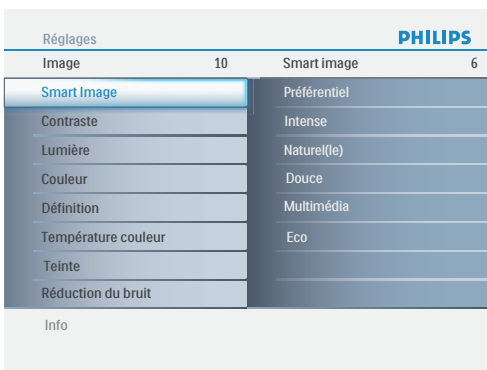 Réglages
PHILIPS
Image 10
Smart image 6
Smart Image
Préférentiel
Contraste
Intense
Lumière
Naturel(le)
Couleur
Douce
Définition
Multimédia
Température couleur
Eco
Teinte
Réduction du bruit
Info